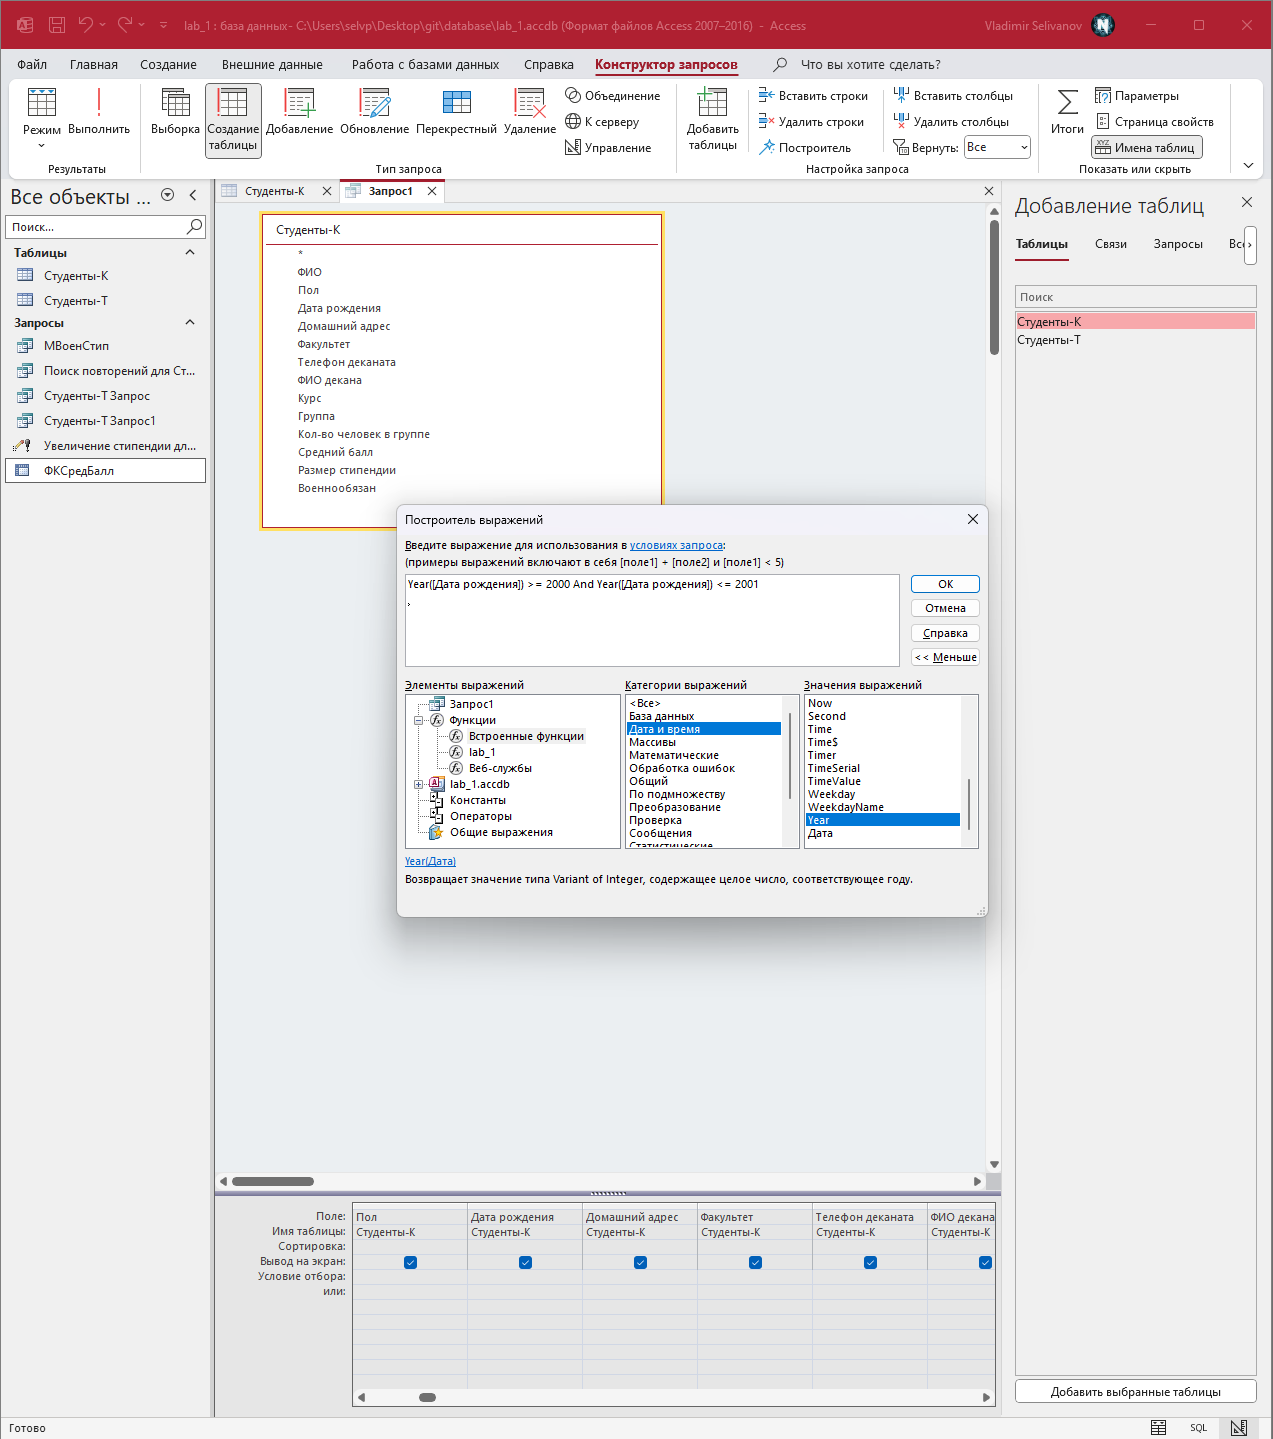 lab_1 : база данных- C:\Users\selvp\Desktop\git\database\lab_1.accdb (Формат файлов Access 2007–2016) - Access
Vladimir Selivanov
Файл Главная Создание Внешние данные Работа с базами данных Справка Конструктор запросов Что вы хотите сделать?
Режим
Выполнить
Результаты
Выборка
Создание таблицы
Добавление
Обновление
Перекрестный
Удаление
Объединение
К серверу
Управление
Тип запроса
Добавить таблицы
Вставить строки
Удалить строки
Построитель
Вставить столбцы
Удалить столбцы
Вернуть: Все
Настройка запроса
Итоги
Параметры
Страница свойств
XYZ Имена таблиц
Показать или скрыть
Все объекты ...
Поиск...
Таблицы
Студенты-К
Студенты-Т
Запросы
МВоенСтип
Поиск повторений для Ст...
Студенты-Т Запрос
Студенты-Т Запрос1
Увеличение стипендии дл...
ФКСредБалл
Студенты-К
Запрос1
Студенты-К
*
ФИО
Пол
Дата рождения
Домашний адрес
Факультет
Телефон деканата
ФИО декана
Курс
Группа
Кол-во человек в группе
Средний балл
Размер стипендии
Военнообязан
Построитель выражений
Введите выражение для использования в условиях запроса:
(примеры выражений включают в себя [поле1] + [поле2] и [поле1] < 5)
Year([Дата рождения]) >= 2000 And Year([Дата рождения]) <= 2001
OK
Отмена
Справка
<< Меньше
Элементы выражений
Запрос1
Функции
Встроенные функции
lab_1
Веб-службы
lab_1.accdb
Константы
Операторы
Общие выражения
Категории выражений
<Все>
База данных
Дата и время
Массивы
Математические
Обработка ошибок
Общий
По подмножеству
Преобразование
Проверка
Сообщения
Статистические
Значения выражений
Now
Second
Time
Time$
Timer
TimeSerial
TimeValue
Weekday
WeekdayName
Year
Дата
Year(Дата)
Возвращает значение типа Variant of Integer, содержащее целое число, соответствующее году.
Добавление таблиц
Таблицы Связи Запросы Все
Поиск
Студенты-К
Студенты-Т
Добавить выбранные таблицы
Поле: Пол Дата рождения Домашний адрес Факультет Телефон деканата ФИО декана
Имя таблицы: Студенты-К Студенты-К Студенты-К Студенты-К Студенты-К Студенты-К
Сортировка:
Вывод на экран:
Условие отбора:
или:
Готово
SQL